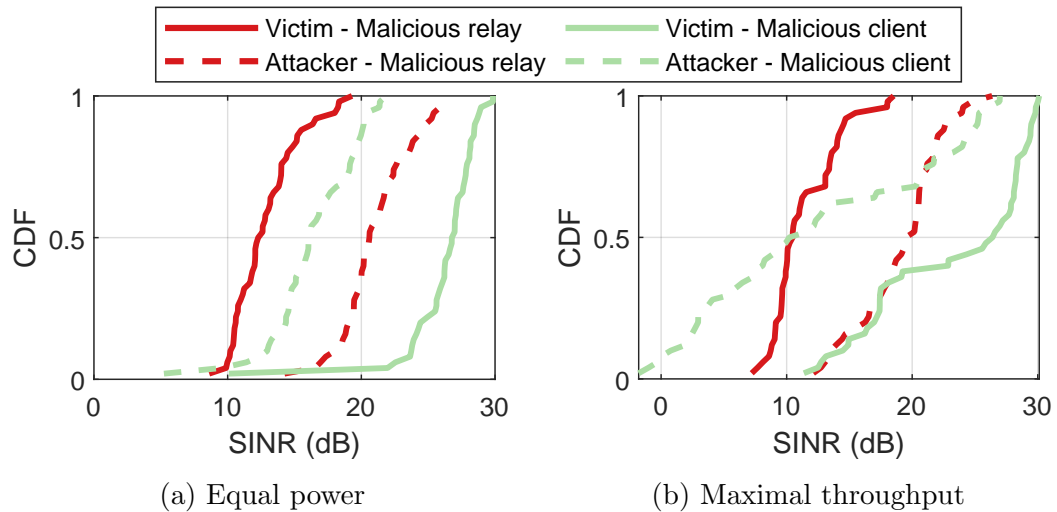 Victim - Malicious relay
Victim - Malicious client
Attacker - Malicious relay
Attacker - Malicious client
1
0.5
0
CDF
0
10
20
30
SINR (dB)
(a) Equal power
1
0.5
0
CDF
0
10
20
30
SINR (dB)
(b) Maximal throughput